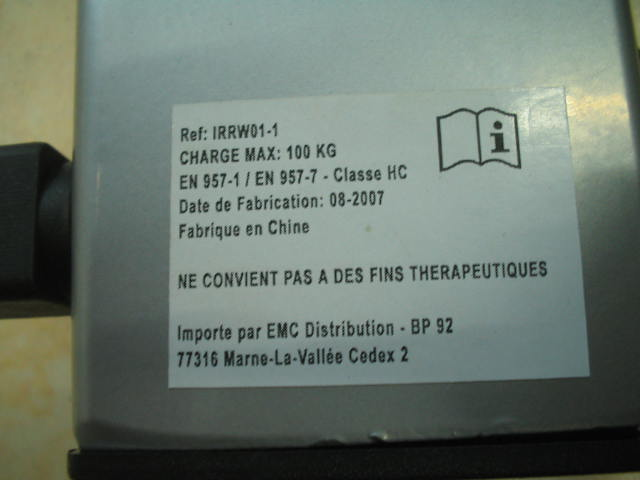 Ref: IRRW01-1
CHARGE MAX: 100 KG
EN 957-1 / EN 957-7 - Classe HC
Date de Fabrication: 08-2007
Fabrique en Chine
NE CONVIENT PAS A DES FINS THERAPEUTIQUES
Importe par EMC Distribution - BP 92
77316 Marne-La-Vallée Cedex 2